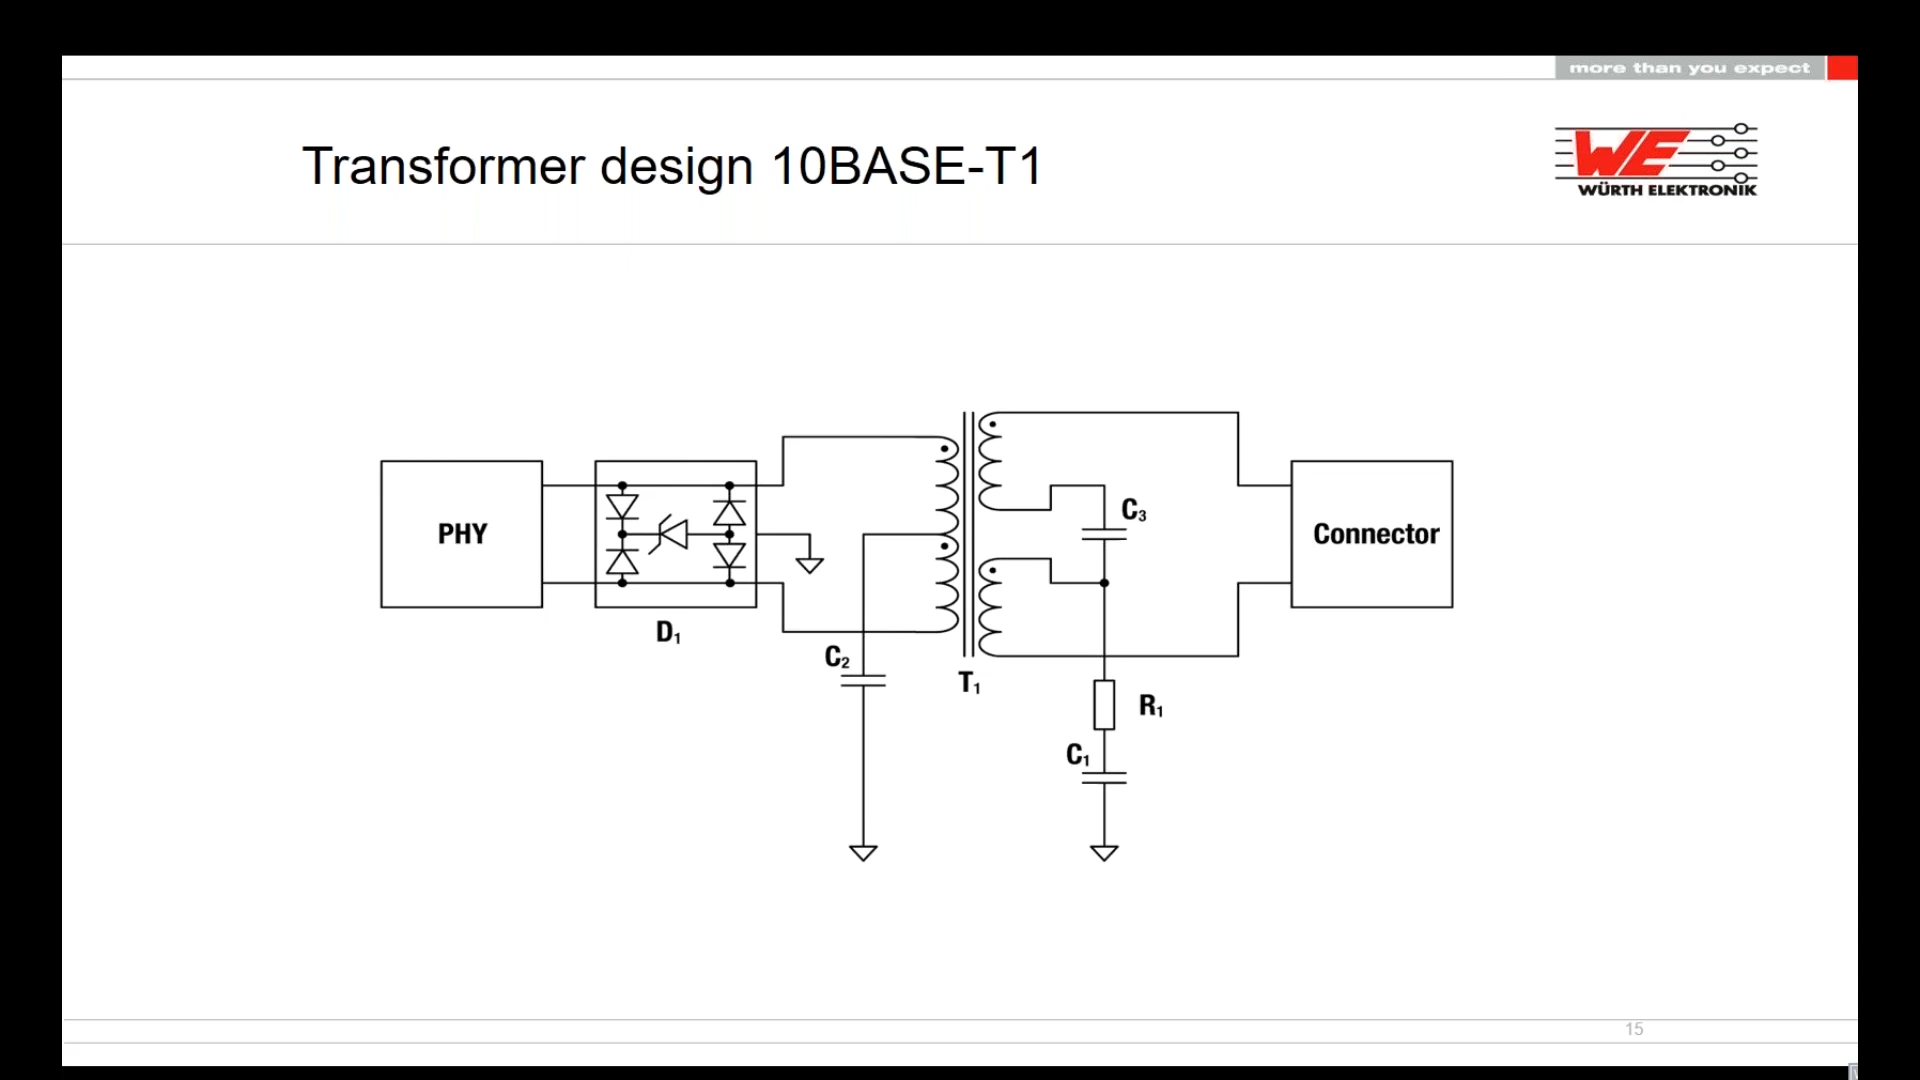 more than you expect
Transformer design 10BASE-T1
WE
WÜRTH ELEKTRONIK
PHY
D₁
C₂
T₁
C₃
R₁
C₁
Connector
15